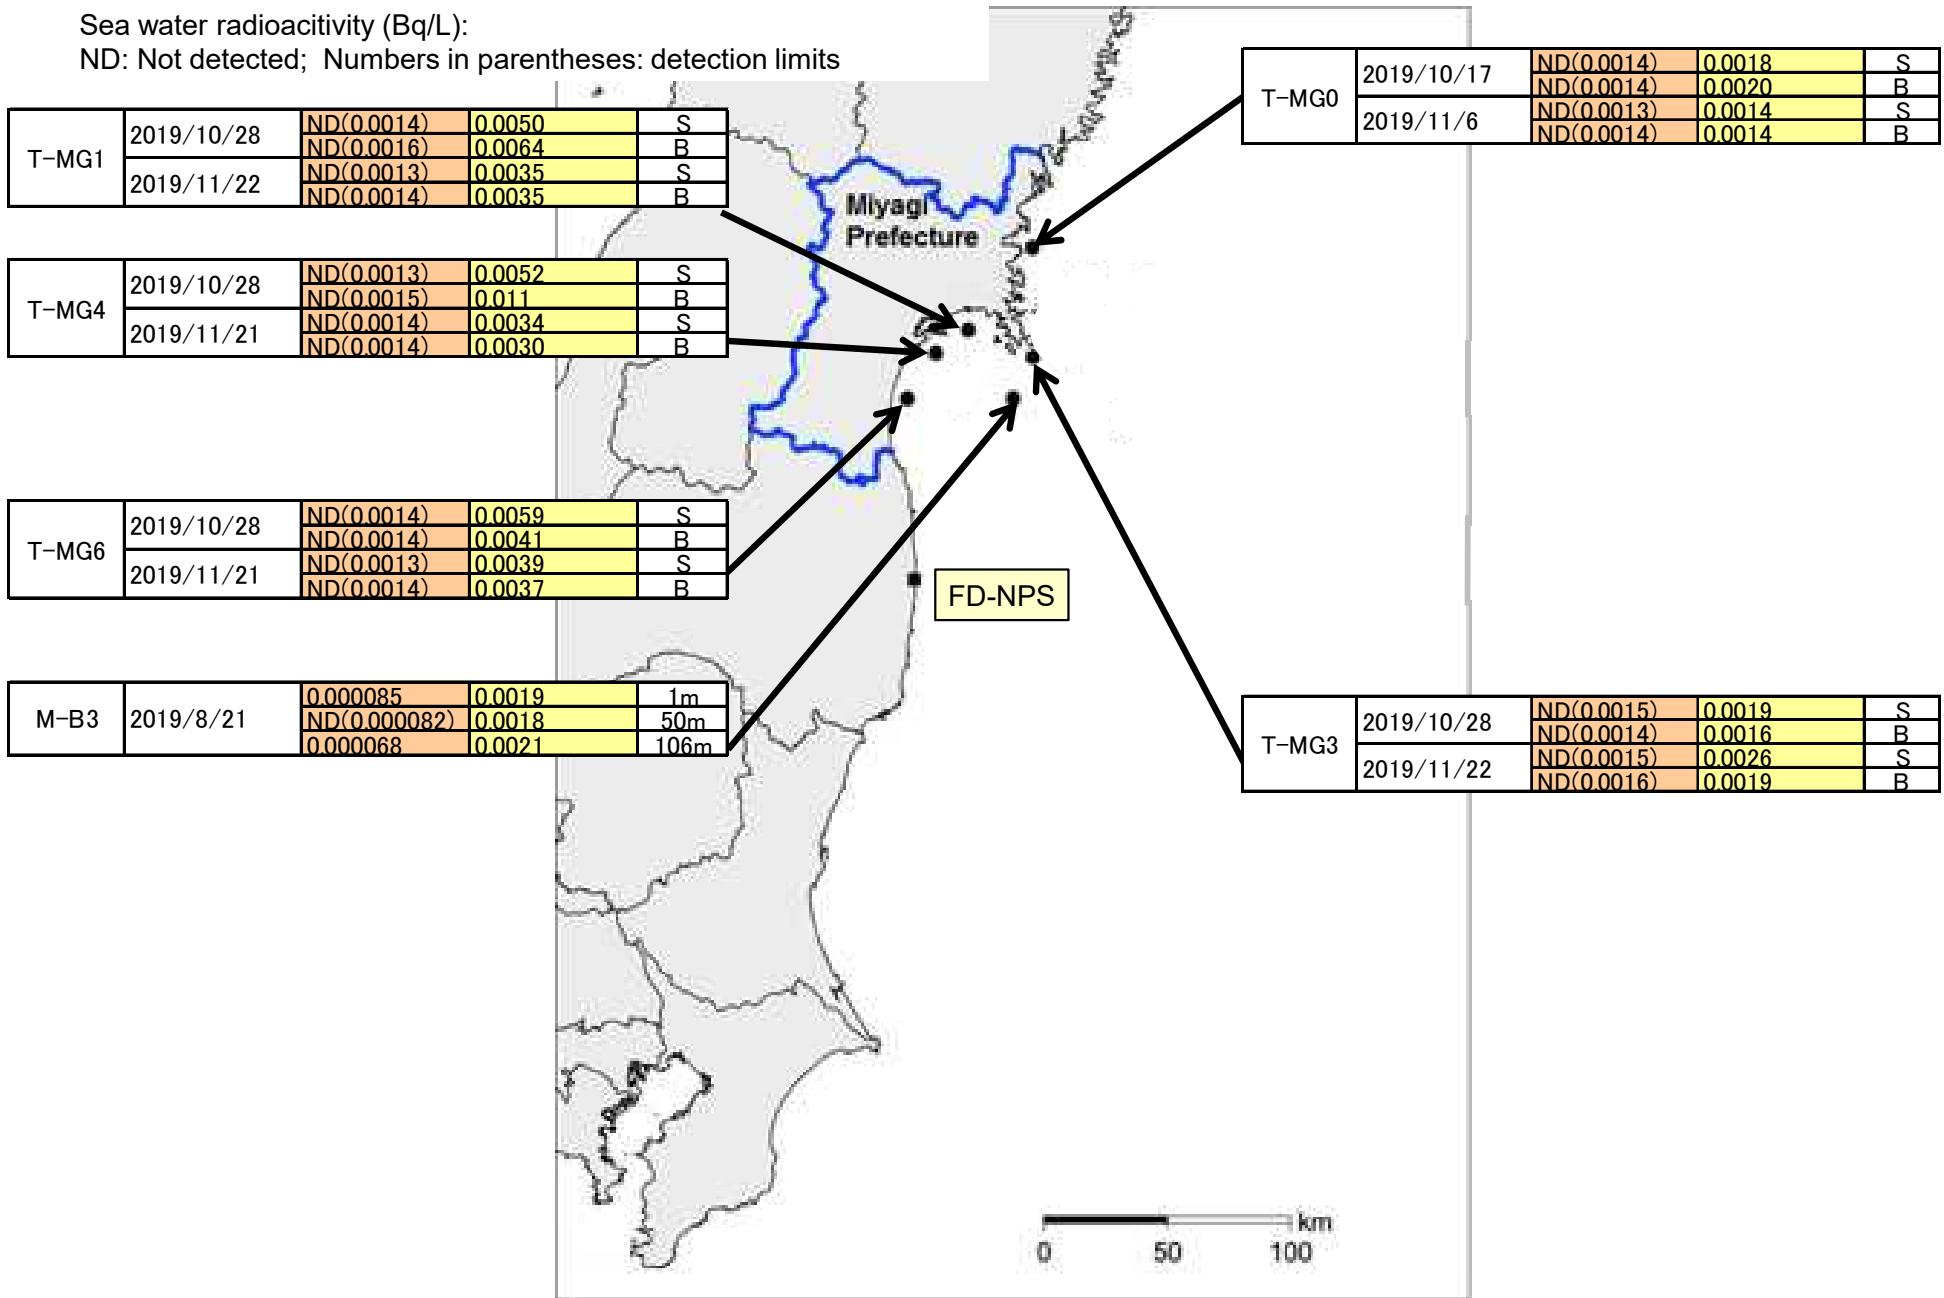 Sea water radioacitivity (Bq/L):
ND: Not detected; Numbers in parentheses: detection limits
T-MG0
2019/10/17
ND(0.0014) 0.0018 S
ND(0.0014) 0.0020 B
2019/11/6
ND(0.0013) 0.0014 S
ND(0.0014) 0.0014 B
T-MG1
2019/10/28
ND(0.0014) 0.0050 S
ND(0.0016) 0.0064 B
2019/11/22
ND(0.0013) 0.0035 S
ND(0.0014) 0.0035 B
Miyagi
Prefecture
T-MG4
2019/10/28
ND(0.0013) 0.0052 S
ND(0.0015) 0.011 B
2019/11/21
ND(0.0014) 0.0034 S
ND(0.0014) 0.0030 B
T-MG6
2019/10/28
ND(0.0014) 0.0059 S
ND(0.0014) 0.0041 B
2019/11/21
ND(0.0013) 0.0039 S
ND(0.0014) 0.0037 B
FD-NPS
M-B3
2019/8/21
0.000085 0.0019 1m
ND(0.000082) 0.0018 50m
0.000068 0.0021 106m
T-MG3
2019/10/28
ND(0.0015) 0.0019 S
ND(0.0014) 0.0016 B
2019/11/22
ND(0.0015) 0.0026 S
ND(0.0016) 0.0019 B
km
0 50 100